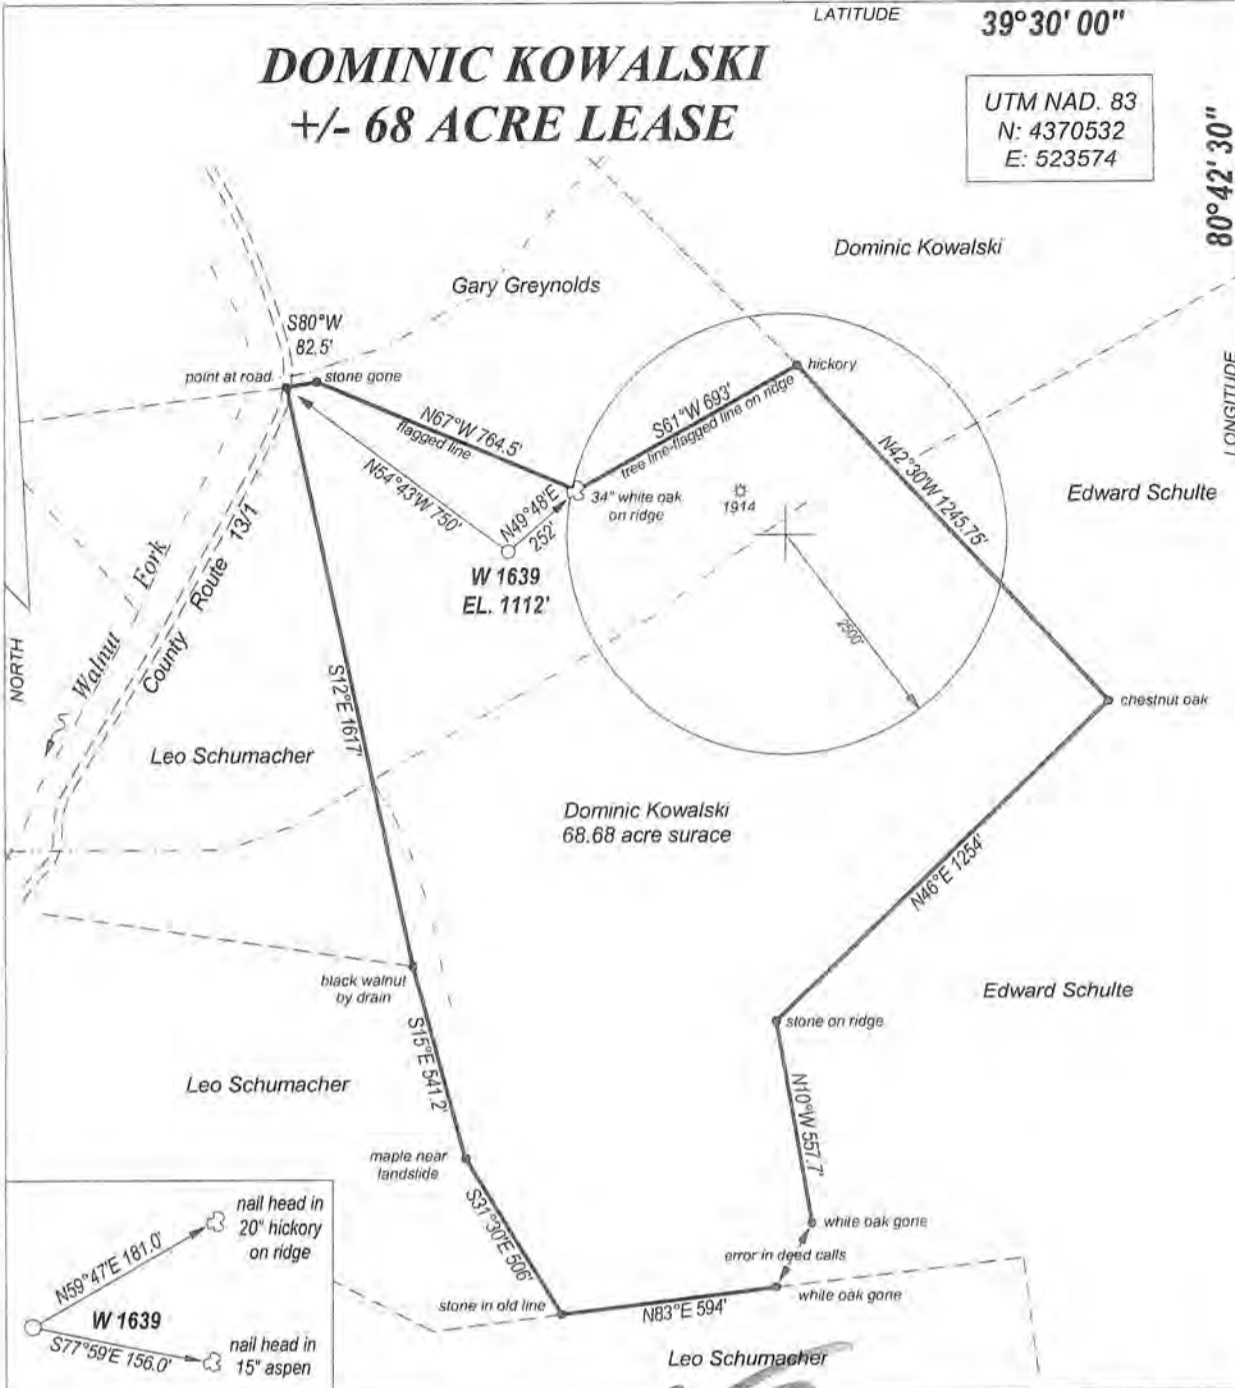 LATITUDE
39°30' 00"
DOMINIC KOWALSKI
+/- 68 ACRE LEASE
UTM NAD. 83
N: 4370532
E: 523574
80°42' 30"
LONGITUDE
Dominic Kowalski
Gary Greynolds
S80°W
82.5'
point at road
stone gone
hickory
N67°W 764.5'
flagged line
S61°W 693'
tree line-flagged line on ridge
N42°30'W 1245.75'
Edward Schulte
34" white oak
on ridge
1914
N54°43'W 750'
N49°48'E
252'
W 1639
EL. 1112'
2500'
Walnut Fork
County Route 13/1
NORTH
S12°E 1617'
chestnut oak
Leo Schumacher
Dominic Kowalski
68.68 acre surace
N46°E 1254'
black walnut
by drain
Edward Schulte
stone on ridge
S15°E 541.2'
Leo Schumacher
N10°W 557.7'
maple near
landslide
S31°30'E 506'
white oak gone
error in deed calls
white oak gone
stone in old line
N83°E 594'
Leo Schumacher
nail head in
20" hickory
on ridge
N59°47'E 181.0'
W 1639
S77°59'E 156.0'
nail head in
15" aspen